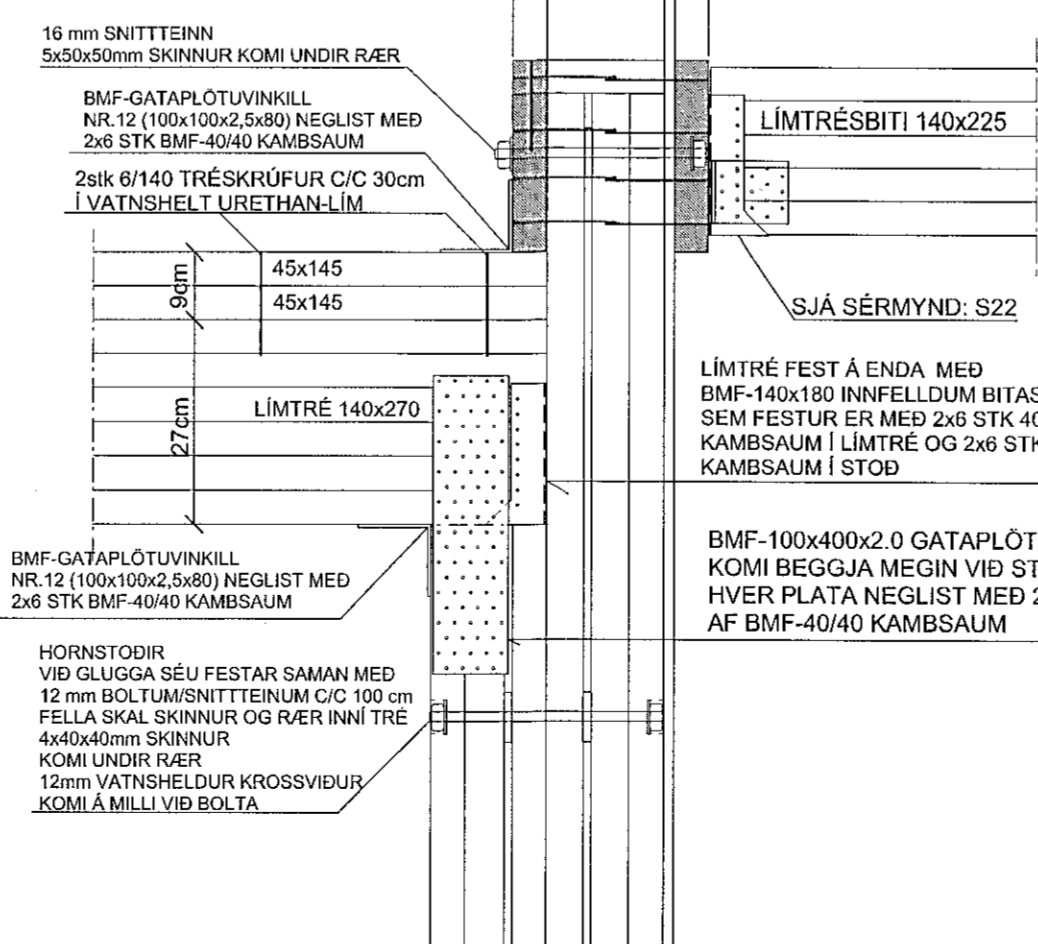 16 mm SNITTTEINN
5x50x50mm SKINNUR KOMI UNDIR RÆR
BMF-GATAPLÖTUVINKILL
NR.12 (100x100x2,5x80) NEGLIST MEÐ
2x6 STK BMF-40/40 KAMBSAUM
2stk 6/140 TRÉSKRÚFUR C/C 30cm
Í VATNSHELT URETHAN-LÍM
LÍMTRÉSBITI 140x225
45x145
45x145
9cm
SJÁ SÉRMYND: S22
LÍMTRÉ 140x270
27cm
LÍMTRÉ FEST Á ENDA MEÐ
BMF-140x180 INNFELLDUM BITAS
SEM FESTUR ER MEÐ 2x6 STK 40
KAMBSAUM Í LÍMTRÉ OG 2x6 STK
KAMBSAUM Í STOÐ
BMF-100x400x2.0 GATAPLÖT
KOMI BEGGJA MEGIN VIÐ ST
HVER PLATA NEGLIST MEÐ 2
AF BMF-40/40 KAMBSAUM
BMF-GATAPLÖTUVINKILL
NR.12 (100x100x2,5x80) NEGLIST MEÐ
2x6 STK BMF-40/40 KAMBSAUM
HORNSTOÐIR
VIÐ GLUGGA SÉU FESTAR SAMAN MEÐ
12 mm BOLTUM/SNITTTEINUM C/C 100 cm
FELLA SKAL SKINNUR OG RÆR INNÍ TRÉ
4x40x40mm SKINNUR
KOMI UNDIR RÆR
12mm VATNSHELDUR KROSSVIÐUR
KOMI Á MILLI VIÐ BOLTA